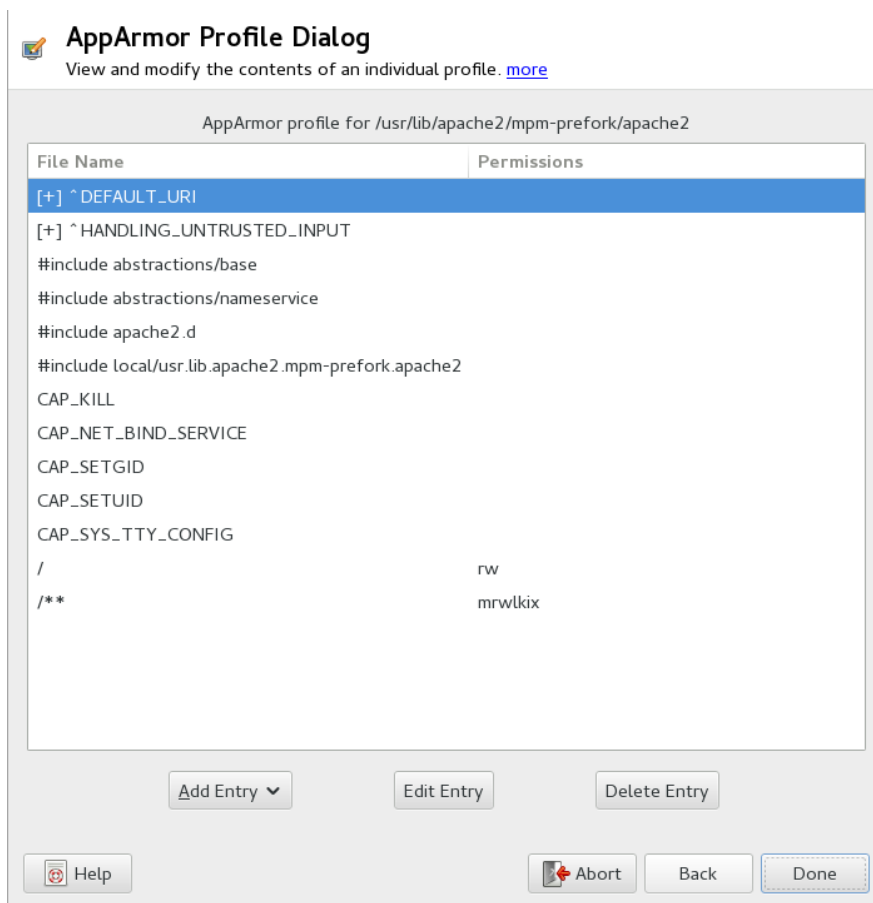 AppArmor Profile Dialog
View and modify the contents of an individual profile. more
AppArmor profile for /usr/lib/apache2/mpm-prefork/apache2
File Name Permissions
[+] ^DEFAULT_URI
[+] ^HANDLING_UNTRUSTED_INPUT
#include abstractions/base
#include abstractions/nameservice
#include apache2.d
#include local/usr.lib.apache2.mpm-prefork.apache2
CAP_KILL
CAP_NET_BIND_SERVICE
CAP_SETGID
CAP_SETUID
CAP_SYS_TTY_CONFIG
/ rw
/** mrwlkix
Add Entry Edit Entry Delete Entry
Help Abort Back Done